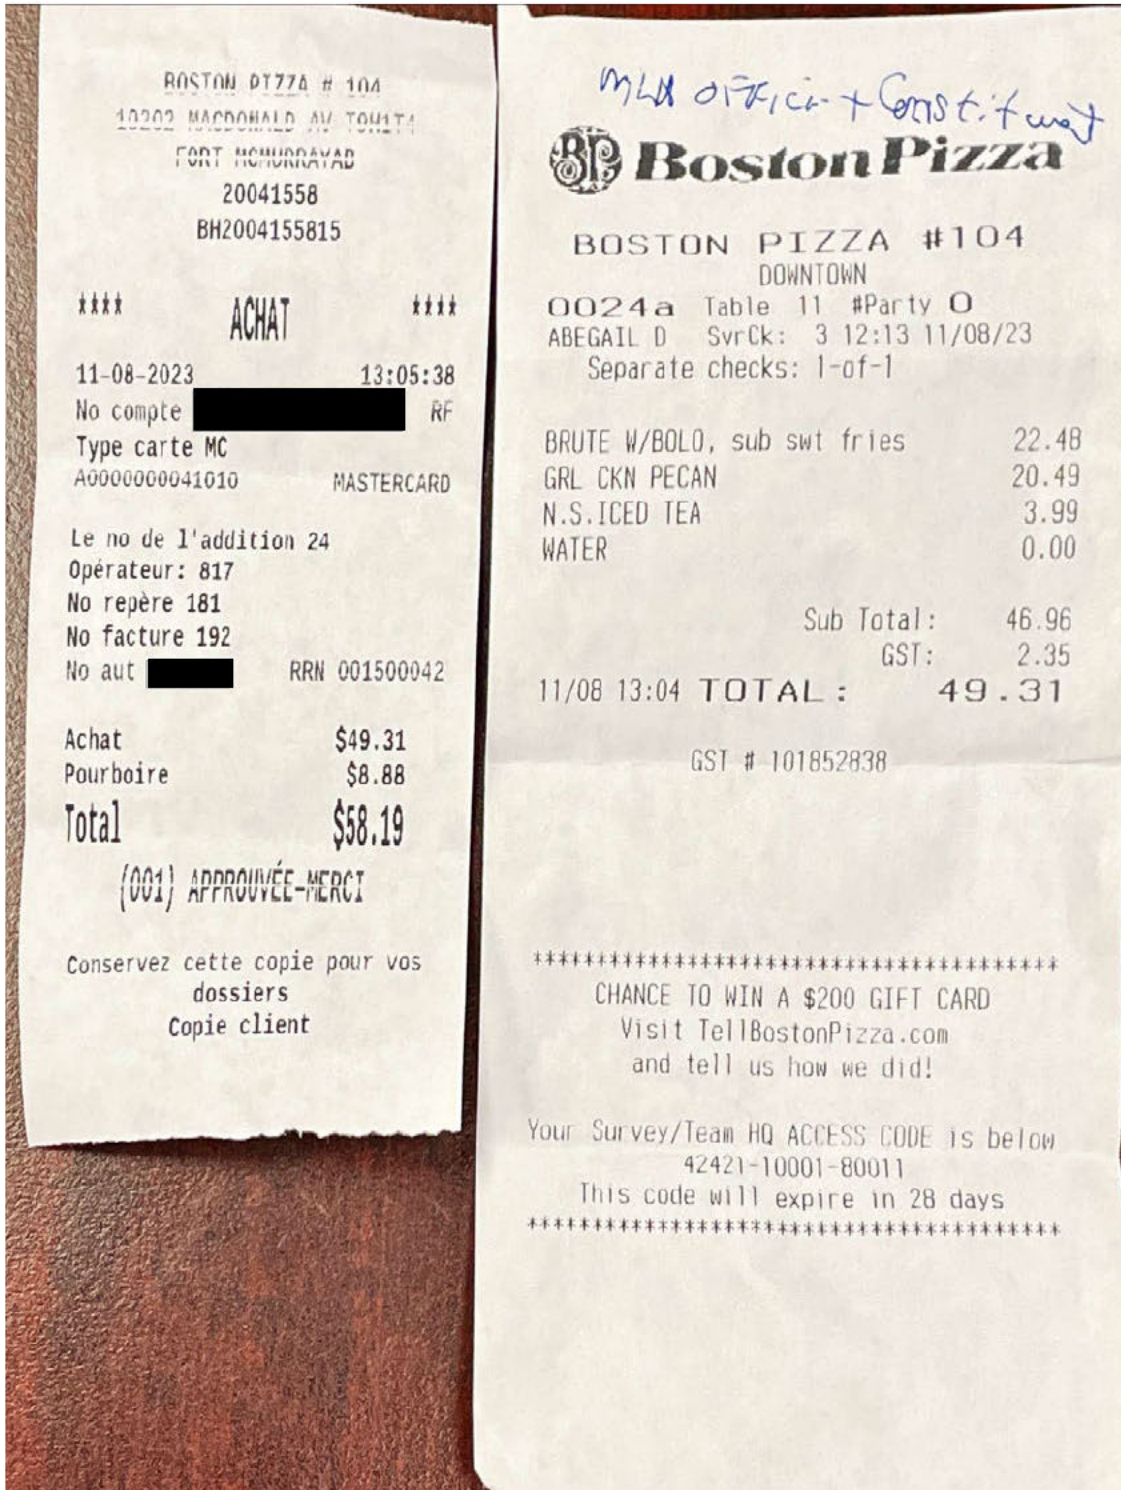 BOSTON PIZZA # 104
10202 MACDONALD AV T9H1T4
FORT MCMURRAYAB
20041558
BH2004155815
**** ACHAT ****
11-08-2023 13:05:38
No compte RF
Type carte MC
A0000000041010 MASTERCARD
Le no de l'addition 24
Opérateur: 817
No repère 181
No facture 192
No aut RRN 001500042
Achat $49.31
Pourboire $8.88
Total $58.19
(001) APPROUVÉE-MERCI
Conservez cette copie pour vos
dossiers
Copie client
MLA OFFICE + Constituent
BP Boston Pizza
BOSTON PIZZA #104
DOWNTOWN
0024a Table 11 #Party 0
ABEGAIL D SvrCk: 3 12:13 11/08/23
Separate checks: 1-of-1
BRUTE W/BOLO, sub swt fries 22.48
GRL CKN PECAN 20.49
N.S.ICED TEA 3.99
WATER 0.00
Sub Total: 46.96
GST: 2.35
11/08 13:04 TOTAL: 49.31
GST # 101852838
*****************************************
CHANCE TO WIN A $200 GIFT CARD
Visit TellBostonPizza.com
and tell us how we did!
Your Survey/Team HQ ACCESS CODE is below
42421-10001-80011
This code will expire in 28 days
*****************************************